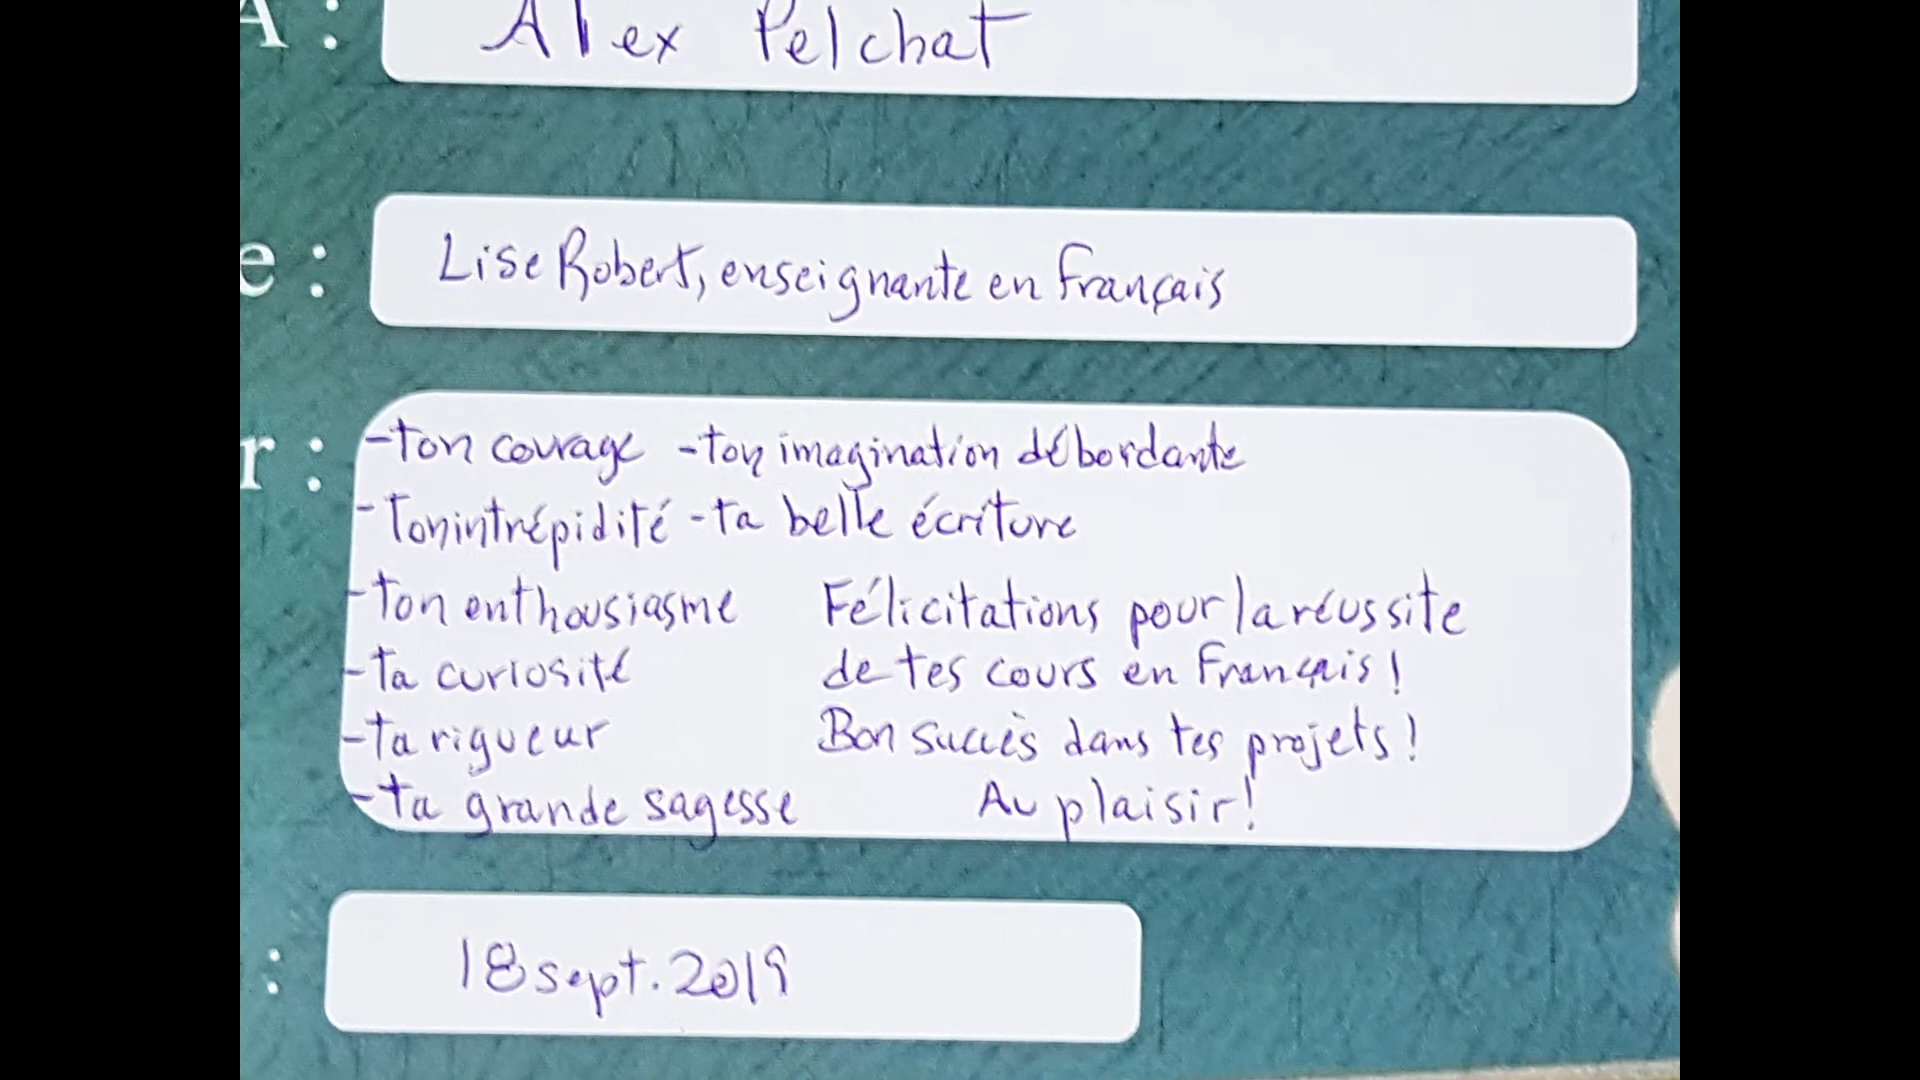 A : Alex Pelchat
e : Lise Robert, enseignante en français
r : -ton courage -ton imagination débordante
-Ton intrépidité -ta belle écriture
-ton enthousiasme Félicitations pour la réussite
-ta curiosité de tes cours en Français !
-ta rigueur Bon succès dans tes projets !
-ta grande sagesse Au plaisir !
: 18 sept. 2019